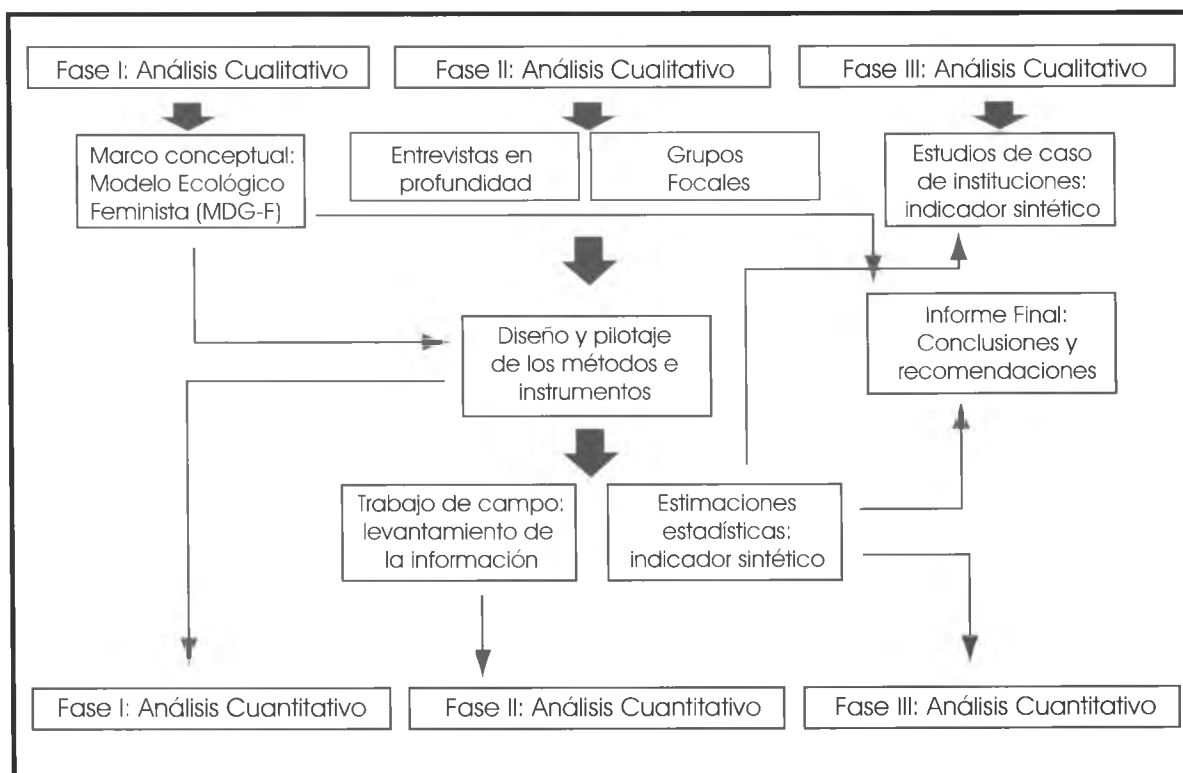 Fase I: Análisis Cualitativo
Fase II: Análisis Cualitativo
Fase III: Análisis Cualitativo
Marco conceptual:
Modelo Ecológico
Feminista (MDG-F)
Entrevistas en
profundidad
Grupos
Focales
Estudios de caso
de instituciones:
indicador sintético
Diseño y pilotaje
de los métodos e
instrumentos
Informe Final:
Conclusiones y
recomendaciones
Trabajo de campo:
levantamiento de
la información
Estimaciones
estadísticas:
indicador sintético
Fase I: Análisis Cuantitativo
Fase II: Análisis Cuantitativo
Fase III: Análisis Cuantitativo